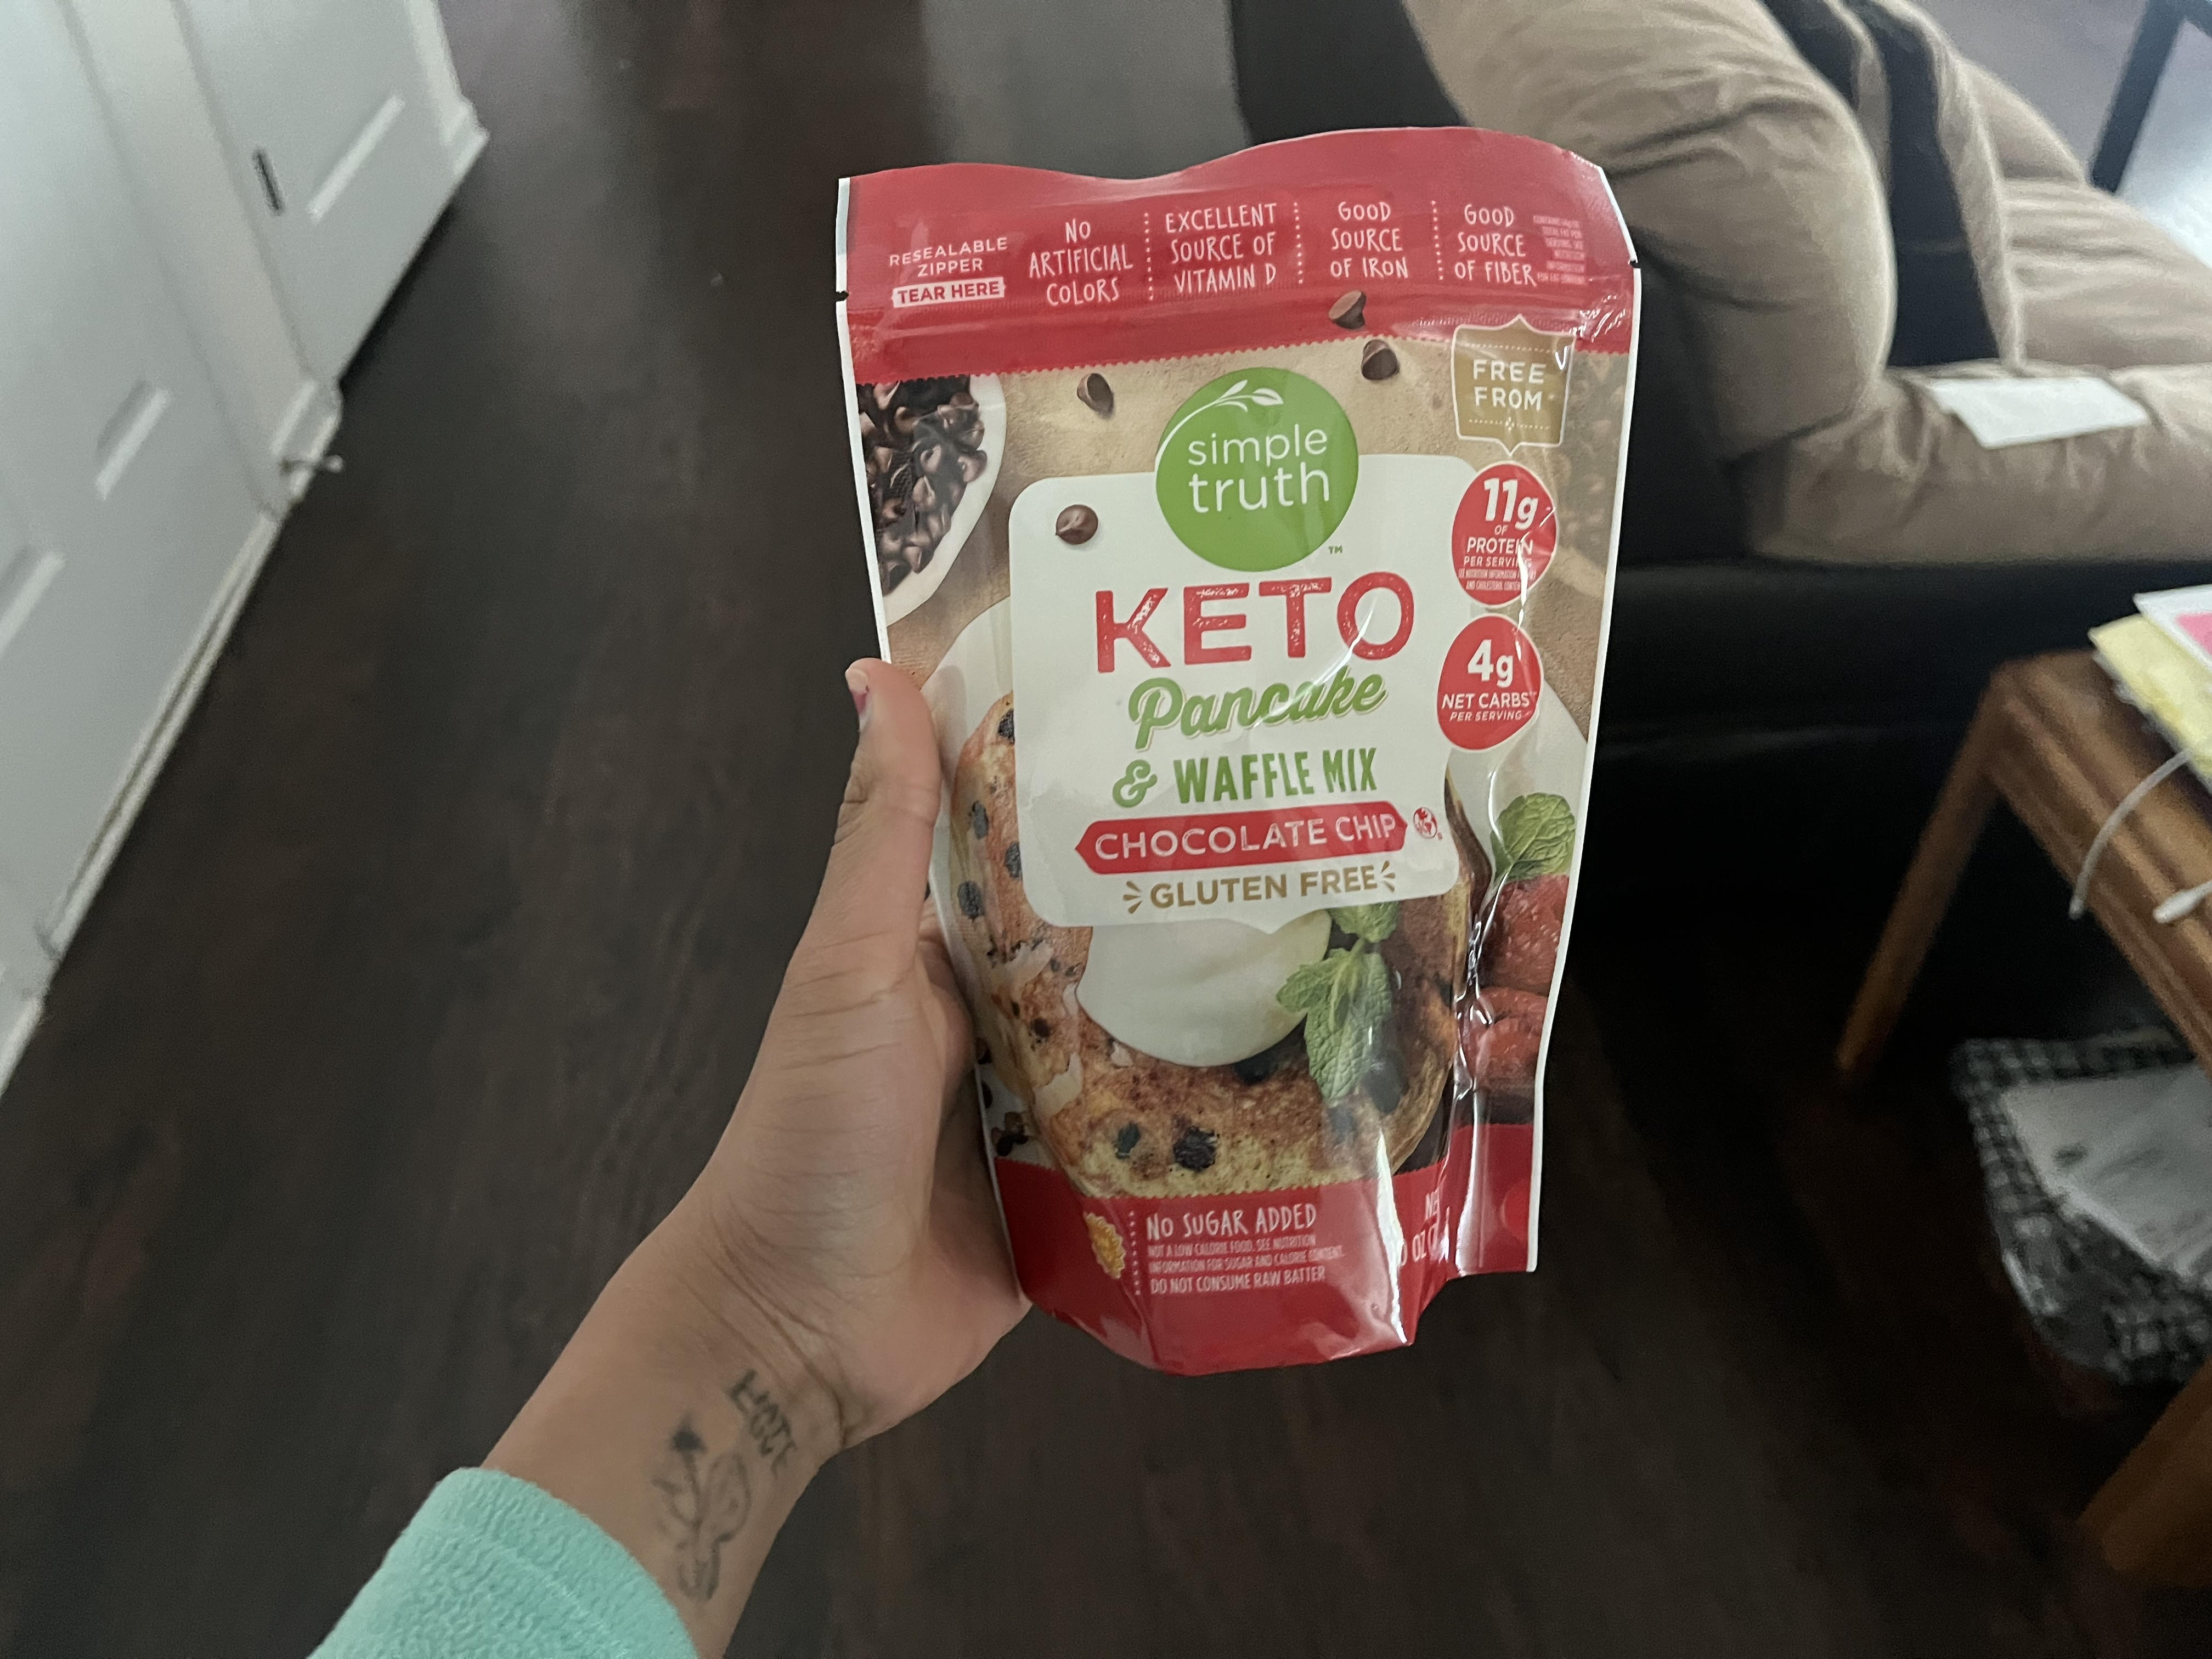 RESEALABLE
ZIPPER
TEAR HERE
NO
ARTIFICIAL
COLORS
EXCELLENT
SOURCE OF
VITAMIN D
GOOD
SOURCE
OF IRON
GOOD
SOURCE
OF FIBER
FREE
FROM
simple
truth
TM
11g
OF
PROTEIN
PER SERVING
4g
NET CARBS
PER SERVING
KETO
Pancake
& WAFFLE MIX
CHOCOLATE CHIP
GLUTEN FREE
NO SUGAR ADDED
NOT A LOW CALORIE FOOD. SEE NUTRITION
INFORMATION FOR SUGAR AND CALORIE CONTENT.
DO NOT CONSUME RAW BATTER
OZ